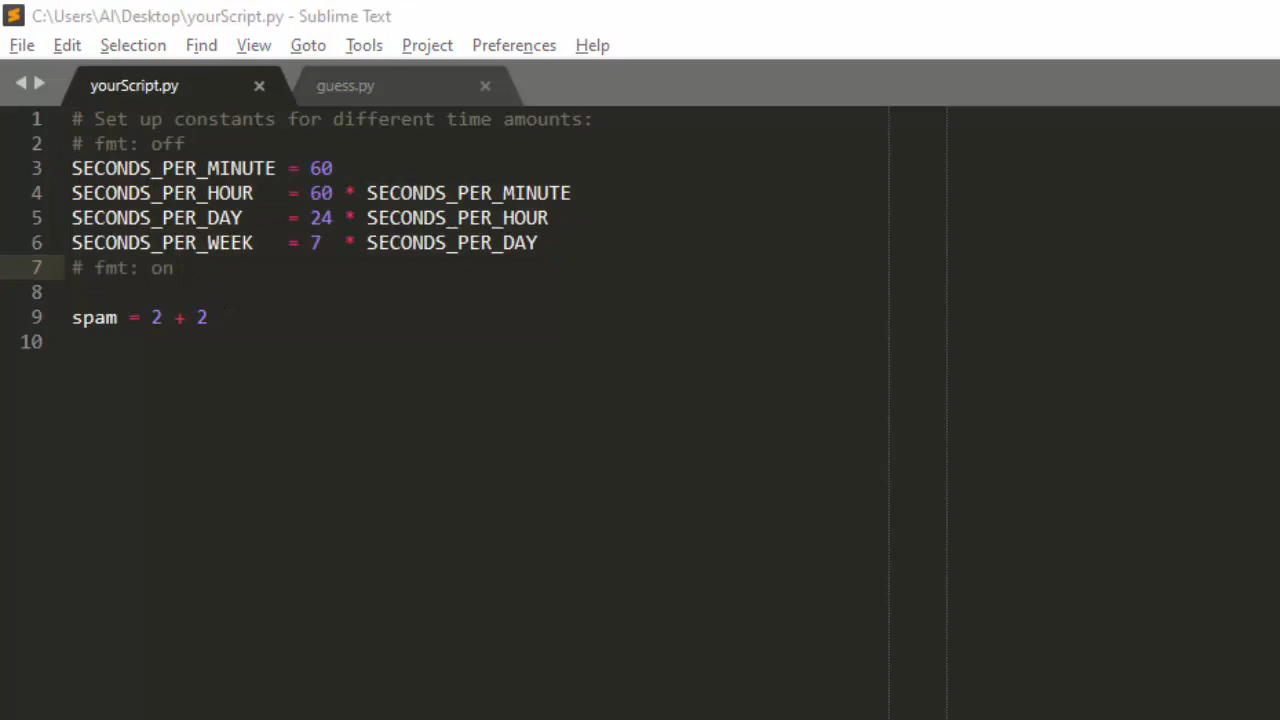 C:\Users\Al\Desktop\yourScript.py - Sublime Text
File Edit Selection Find View Goto Tools Project Preferences Help
yourScript.py × guess.py ×
1 # Set up constants for different time amounts:
2 # fmt: off
3 SECONDS_PER_MINUTE = 60
4 SECONDS_PER_HOUR   = 60 * SECONDS_PER_MINUTE
5 SECONDS_PER_DAY    = 24 * SECONDS_PER_HOUR
6 SECONDS_PER_WEEK   = 7  * SECONDS_PER_DAY
7 # fmt: on
8
9 spam = 2 + 2
10